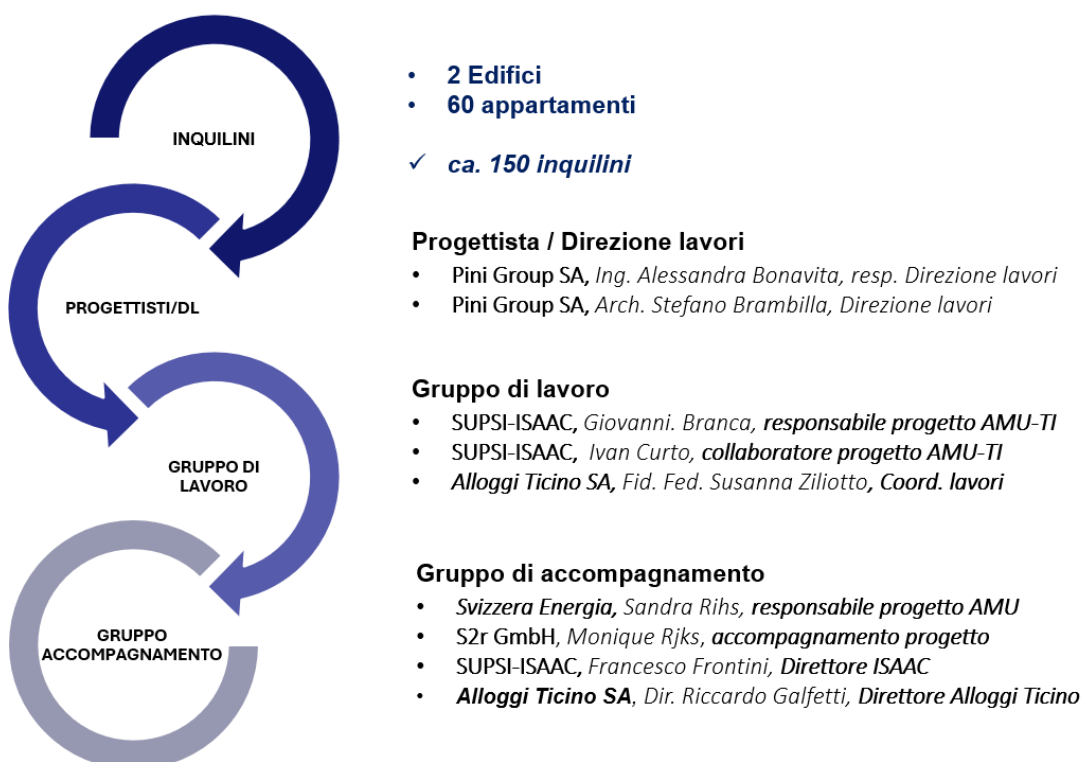 INQUILINI
• 2 Edifici
• 60 appartamenti
✓ ca. 150 inquilini
PROGETTISTI/DL
Progettista / Direzione lavori
• Pini Group SA, Ing. Alessandra Bonavita, resp. Direzione lavori
• Pini Group SA, Arch. Stefano Brambilla, Direzione lavori
GRUPPO DI
LAVORO
Gruppo di lavoro
• SUPSI-ISAAC, Giovanni. Branca, responsabile progetto AMU-TI
• SUPSI-ISAAC, Ivan Curto, collaboratore progetto AMU-TI
• Alloggi Ticino SA, Fid. Fed. Susanna Ziliotto, Coord. lavori
GRUPPO
ACCOMPAGNAMENTO
Gruppo di accompagnamento
• Svizzera Energia, Sandra Rihs, responsabile progetto AMU
• S2r GmbH, Monique Rjks, accompagnamento progetto
• SUPSI-ISAAC, Francesco Frontini, Direttore ISAAC
• Alloggi Ticino SA, Dir. Riccardo Galfetti, Direttore Alloggi Ticino